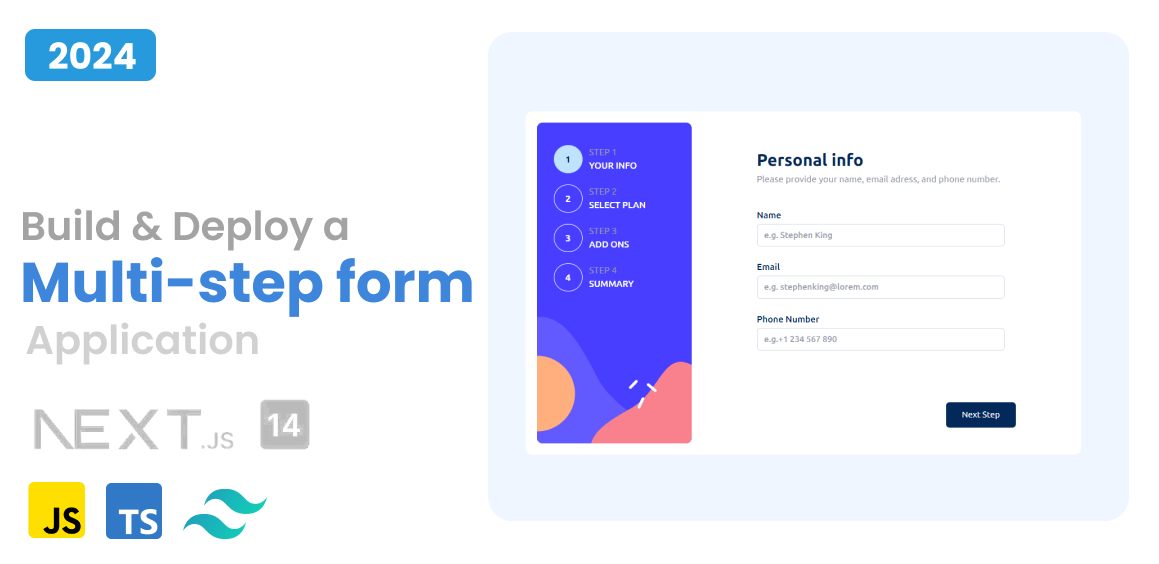 2024
Build & Deploy a
Multi-step form
Application
NEXT.JS 14
JS TS
1
STEP 1
YOUR INFO
2
STEP 2
SELECT PLAN
3
STEP 3
ADD ONS
4
STEP 4
SUMMARY
Personal info
Please provide your name, email adress, and phone number.
Name
e.g. Stephen King
Email
e.g. stephenking@lorem.com
Phone Number
e.g.+1 234 567 890
Next Step